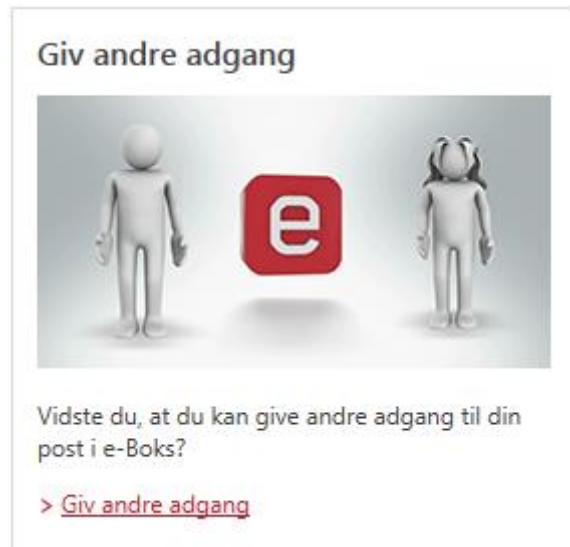 Giv andre adgang
e
Vidste du, at du kan give andre adgang til din
post i e-Boks?
> Giv andre adgang